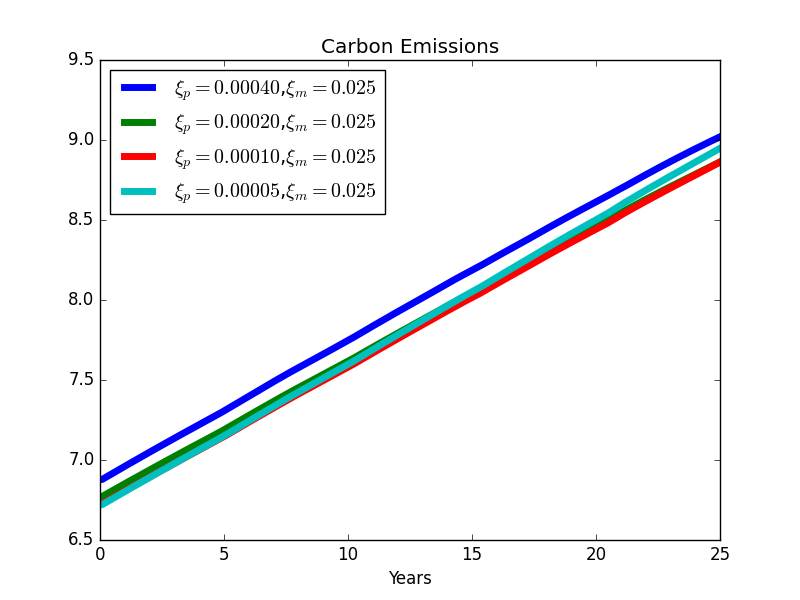 Carbon Emissions
9.5
9.0
8.5
8.0
7.5
7.0
6.5
ξp = 0.00040,ξm = 0.025
ξp = 0.00020,ξm = 0.025
ξp = 0.00010,ξm = 0.025
ξp = 0.00005,ξm = 0.025
0 5 10 15 20 25
Years